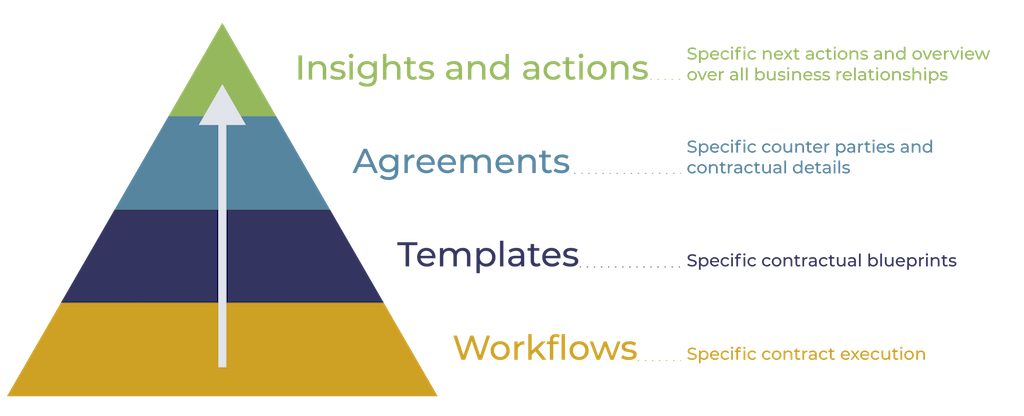 Insights and actions
Specific next actions and overview
over all business relationships
Agreements
Specific counter parties and
contractual details
Templates
Specific contractual blueprints
Workflows
Specific contract execution